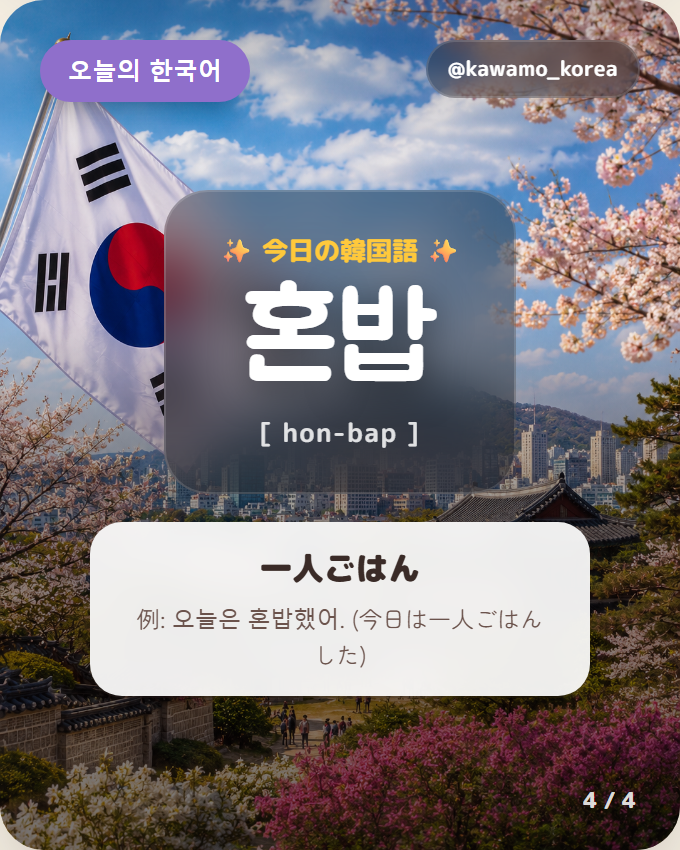 오늘의 한국어
@kawamo_korea
✨ 今日の韓国語 ✨
혼밥
[ hon-bap ]
一人ごはん
例: 오늘은 혼밥했어. (今日は一人ごはん
した)
4 / 4